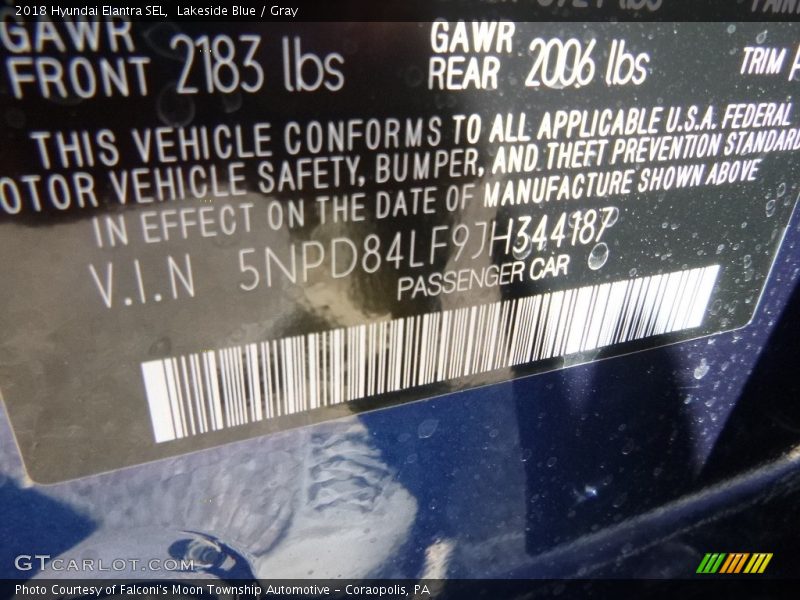 2018 Hyundai Elantra SEL, Lakeside Blue / Gray
GAWR FRONT 2183 lbs GAWR REAR 2006 lbs TRIM
THIS VEHICLE CONFORMS TO ALL APPLICABLE U.S.A. FEDERAL
OTOR VEHICLE SAFETY, BUMPER, AND THEFT PREVENTION STANDARD
IN EFFECT ON THE DATE OF MANUFACTURE SHOWN ABOVE
V.I.N 5NPD84LF9JH344187
PASSENGER CAR
GTCARLOT.COM
Photo Courtesy of Falconi's Moon Township Automotive - Coraopolis, PA